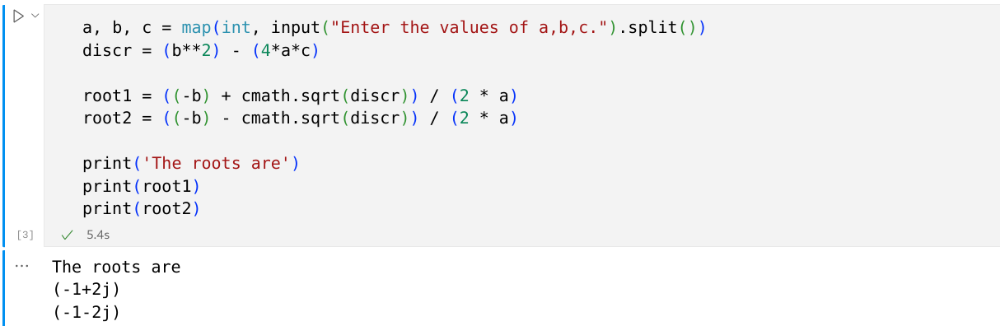 a, b, c = map(int, input("Enter the values of a,b,c.").split())
discr = (b**2) - (4*a*c)
root1 = ((-b) + cmath.sqrt(discr)) / (2 * a)
root2 = ((-b) - cmath.sqrt(discr)) / (2 * a)
print('The roots are')
print(root1)
print(root2)
[3] 5.4s
The roots are
(-1+2j)
(-1-2j)